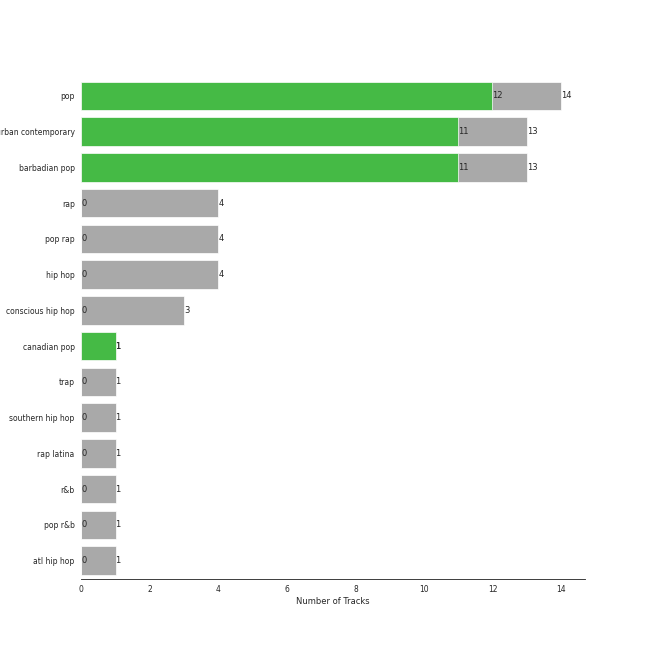 pop 12 14
rban contemporary 11 13
barbadian pop 11 13
rap 0 4
pop rap 0 4
hip hop 0 4
conscious hip hop 0 3
canadian pop 1
trap 0 1
southern hip hop 0 1
rap latina 0 1
r&b 0 1
pop r&b 0 1
atl hip hop 0 1
0 2 4 6 8 10 12 14
Number of Tracks